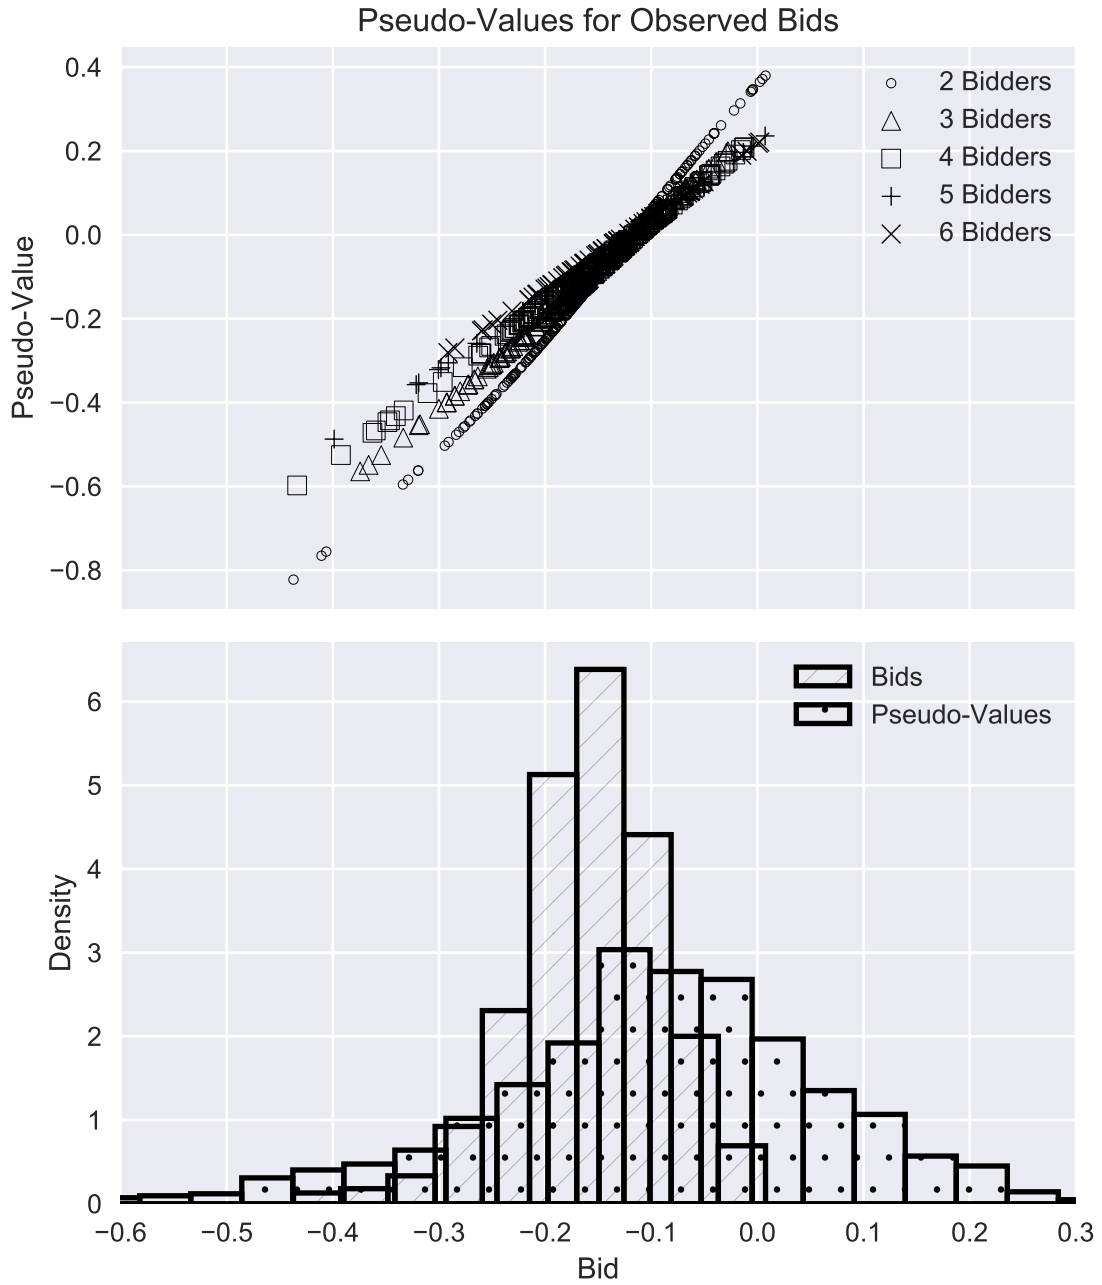 Pseudo-Values for Observed Bids
0.4
0.2
0.0
−0.2
−0.4
−0.6
−0.8
Pseudo-Value
2 Bidders
3 Bidders
4 Bidders
5 Bidders
6 Bidders
6
5
4
3
2
1
0
Density
Bids
Pseudo-Values
−0.6 −0.5 −0.4 −0.3 −0.2 −0.1 0.0 0.1 0.2 0.3
Bid